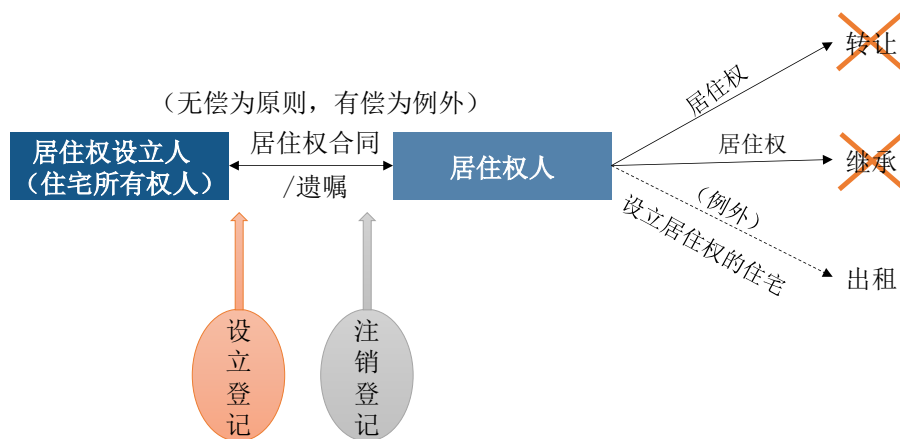 （无偿为原则，有偿为例外）
居住权设立人
（住宅所有权人）
居住权合同
/遗嘱
居住权人
居住权
转让
居住权
继承
（例外）
设立居住权的住宅
出租
设立登记
注销登记